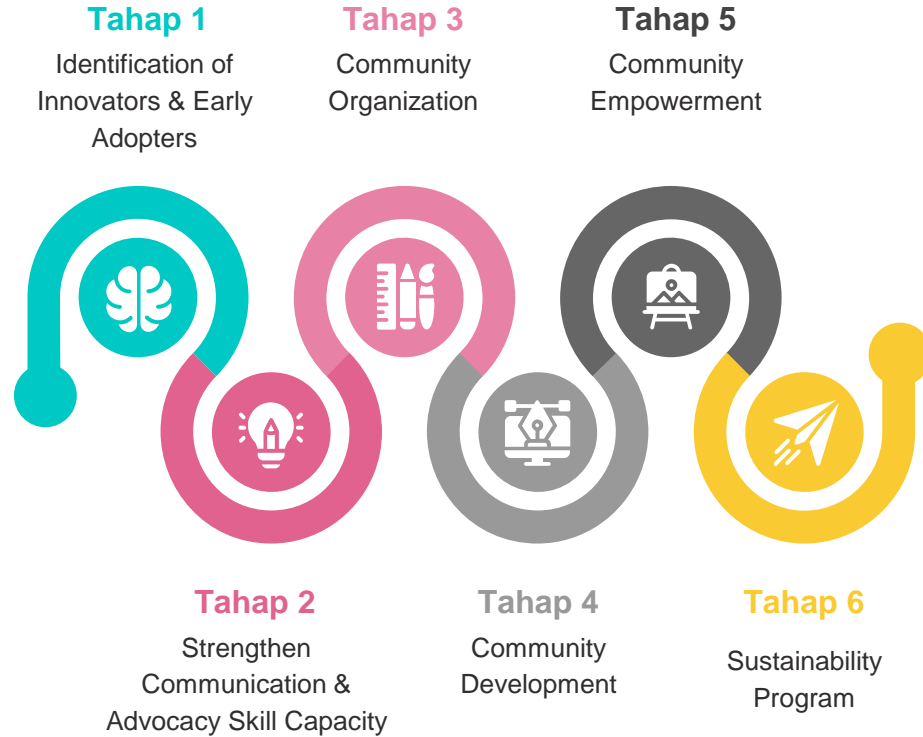 Tahap 1
Identification of
Innovators & Early
Adopters
Tahap 3
Community
Organization
Tahap 5
Community
Empowerment
Tahap 2
Strengthen
Communication &
Advocacy Skill Capacity
Tahap 4
Community
Development
Tahap 6
Sustainability
Program